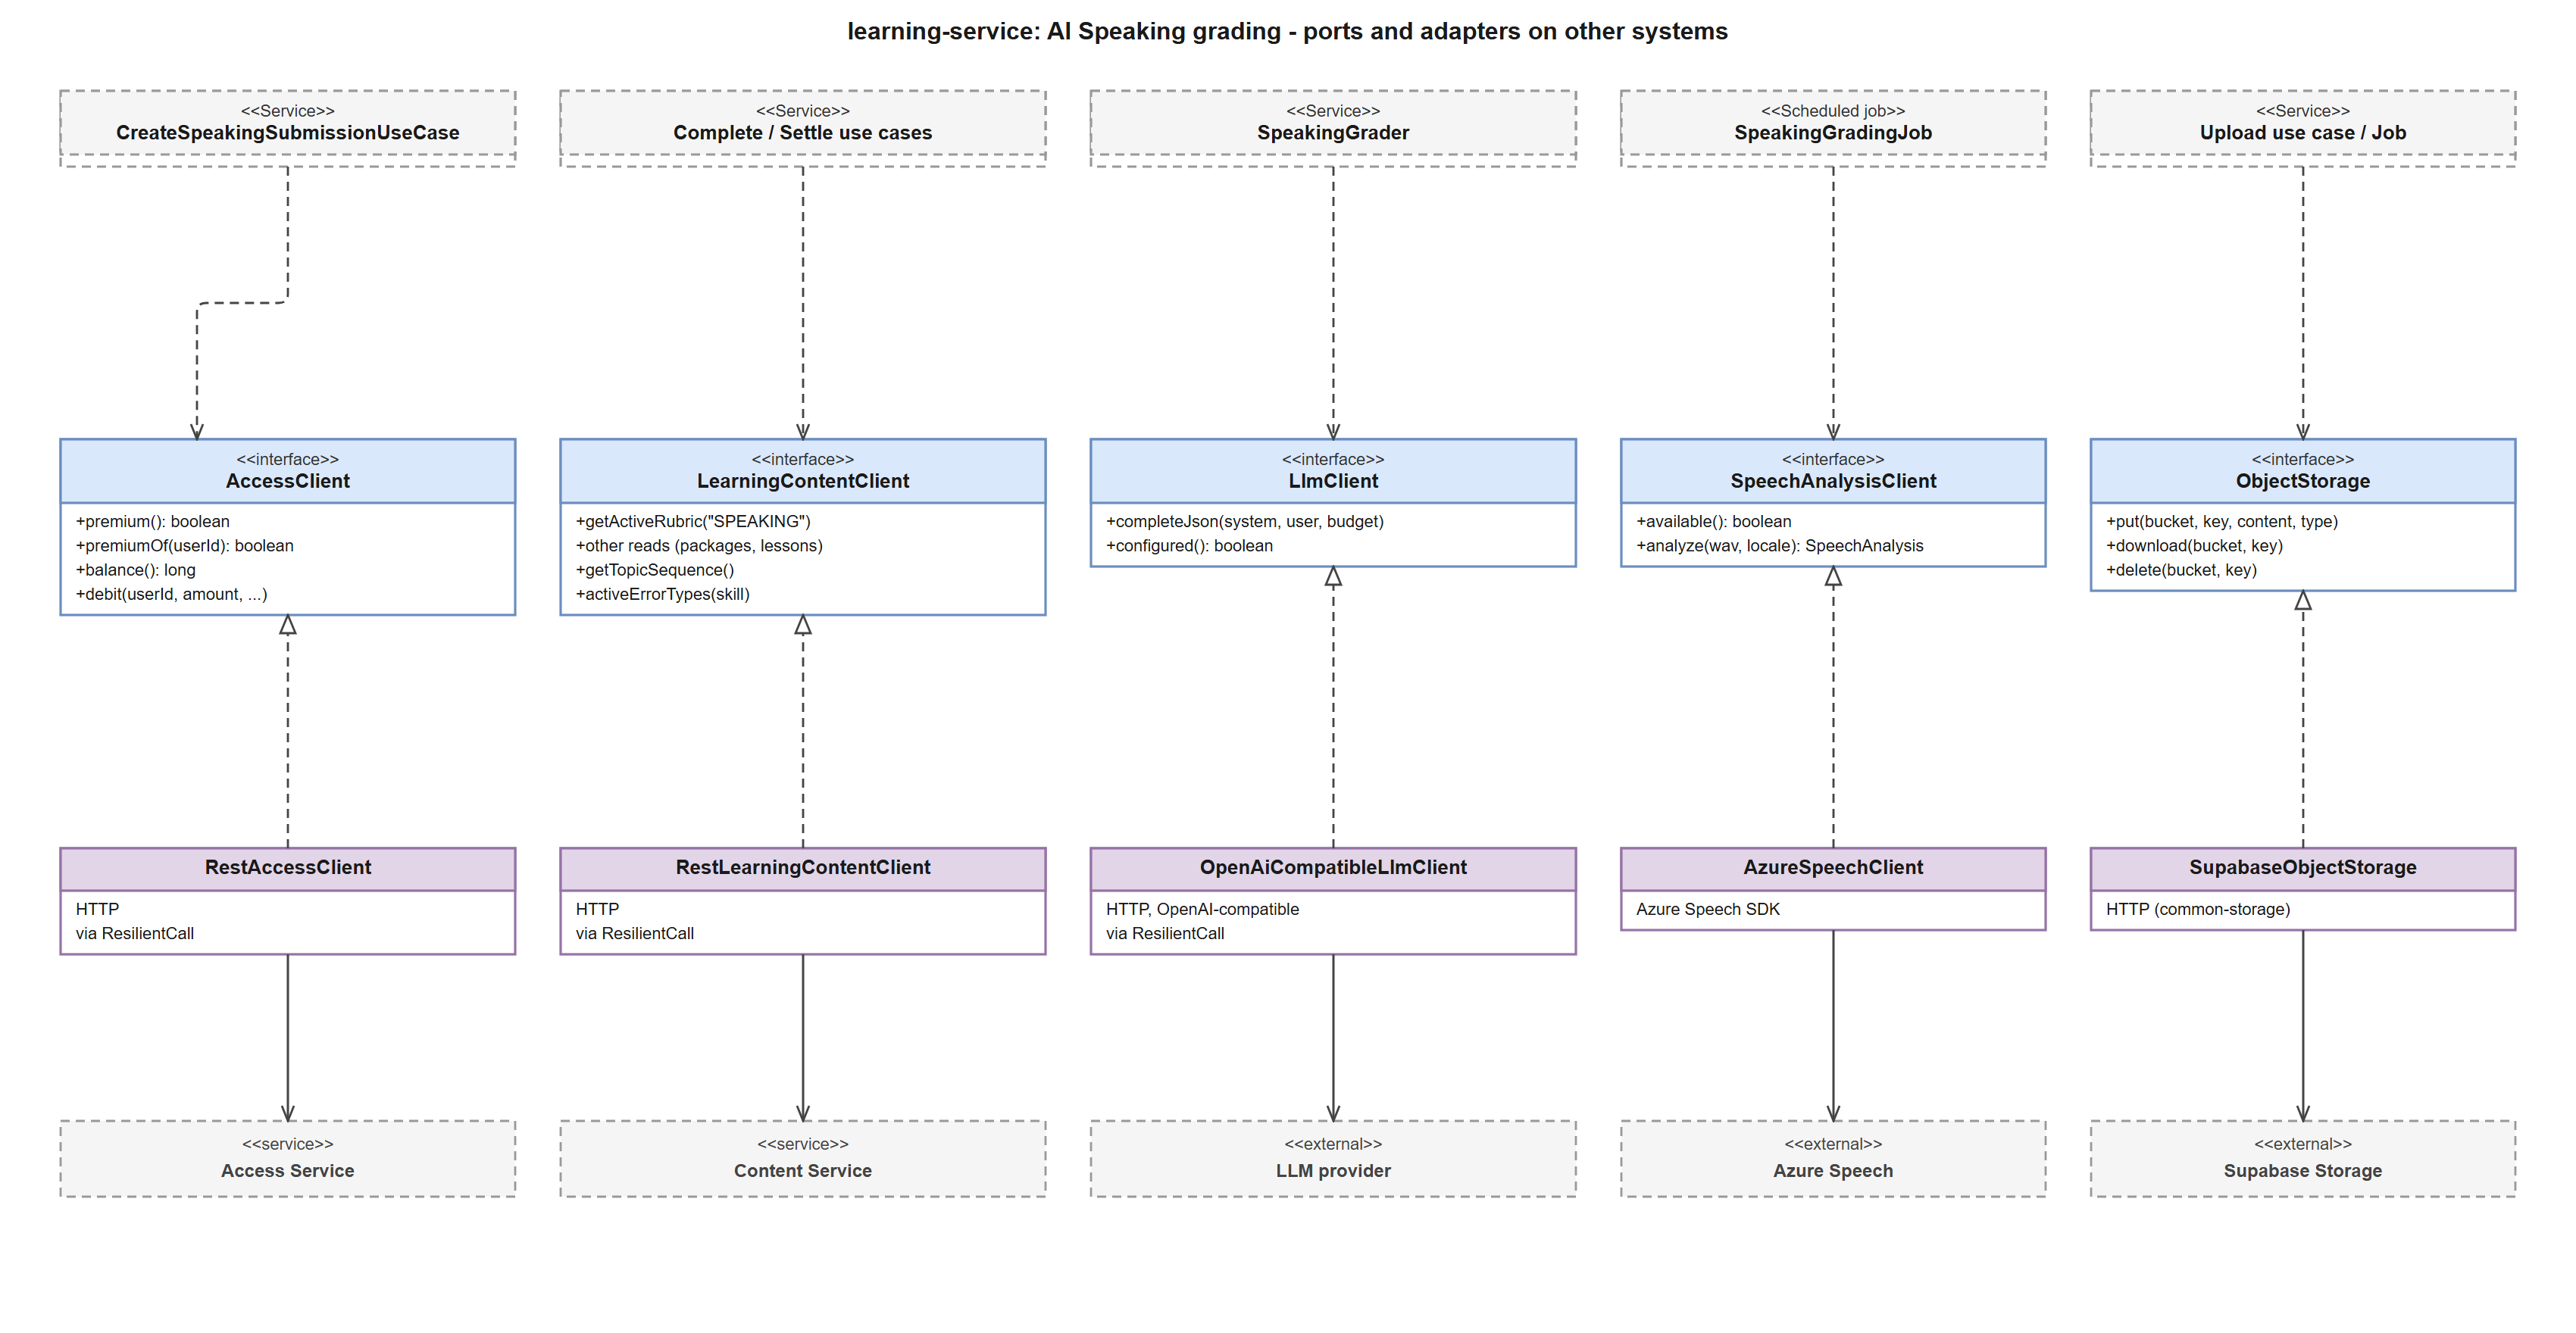 learning-service: AI Speaking grading - ports and adapters on other systems
<<Service>>
CreateSpeakingSubmissionUseCase
<<Service>>
Complete / Settle use cases
<<Service>>
SpeakingGrader
<<Scheduled job>>
SpeakingGradingJob
<<Service>>
Upload use case / Job
<<interface>>
AccessClient
+premium(): boolean
+premiumOf(userId): boolean
+balance(): long
+debit(userId, amount, ...)
<<interface>>
LearningContentClient
+getActiveRubric("SPEAKING")
+other reads (packages, lessons)
+getTopicSequence()
+activeErrorTypes(skill)
<<interface>>
LlmClient
+completeJson(system, user, budget)
+configured(): boolean
<<interface>>
SpeechAnalysisClient
+available(): boolean
+analyze(wav, locale): SpeechAnalysis
<<interface>>
ObjectStorage
+put(bucket, key, content, type)
+download(bucket, key)
+delete(bucket, key)
RestAccessClient
HTTP
via ResilientCall
RestLearningContentClient
HTTP
via ResilientCall
OpenAiCompatibleLlmClient
HTTP, OpenAI-compatible
via ResilientCall
AzureSpeechClient
Azure Speech SDK
SupabaseObjectStorage
HTTP (common-storage)
<<service>>
Access Service
<<service>>
Content Service
<<external>>
LLM provider
<<external>>
Azure Speech
<<external>>
Supabase Storage